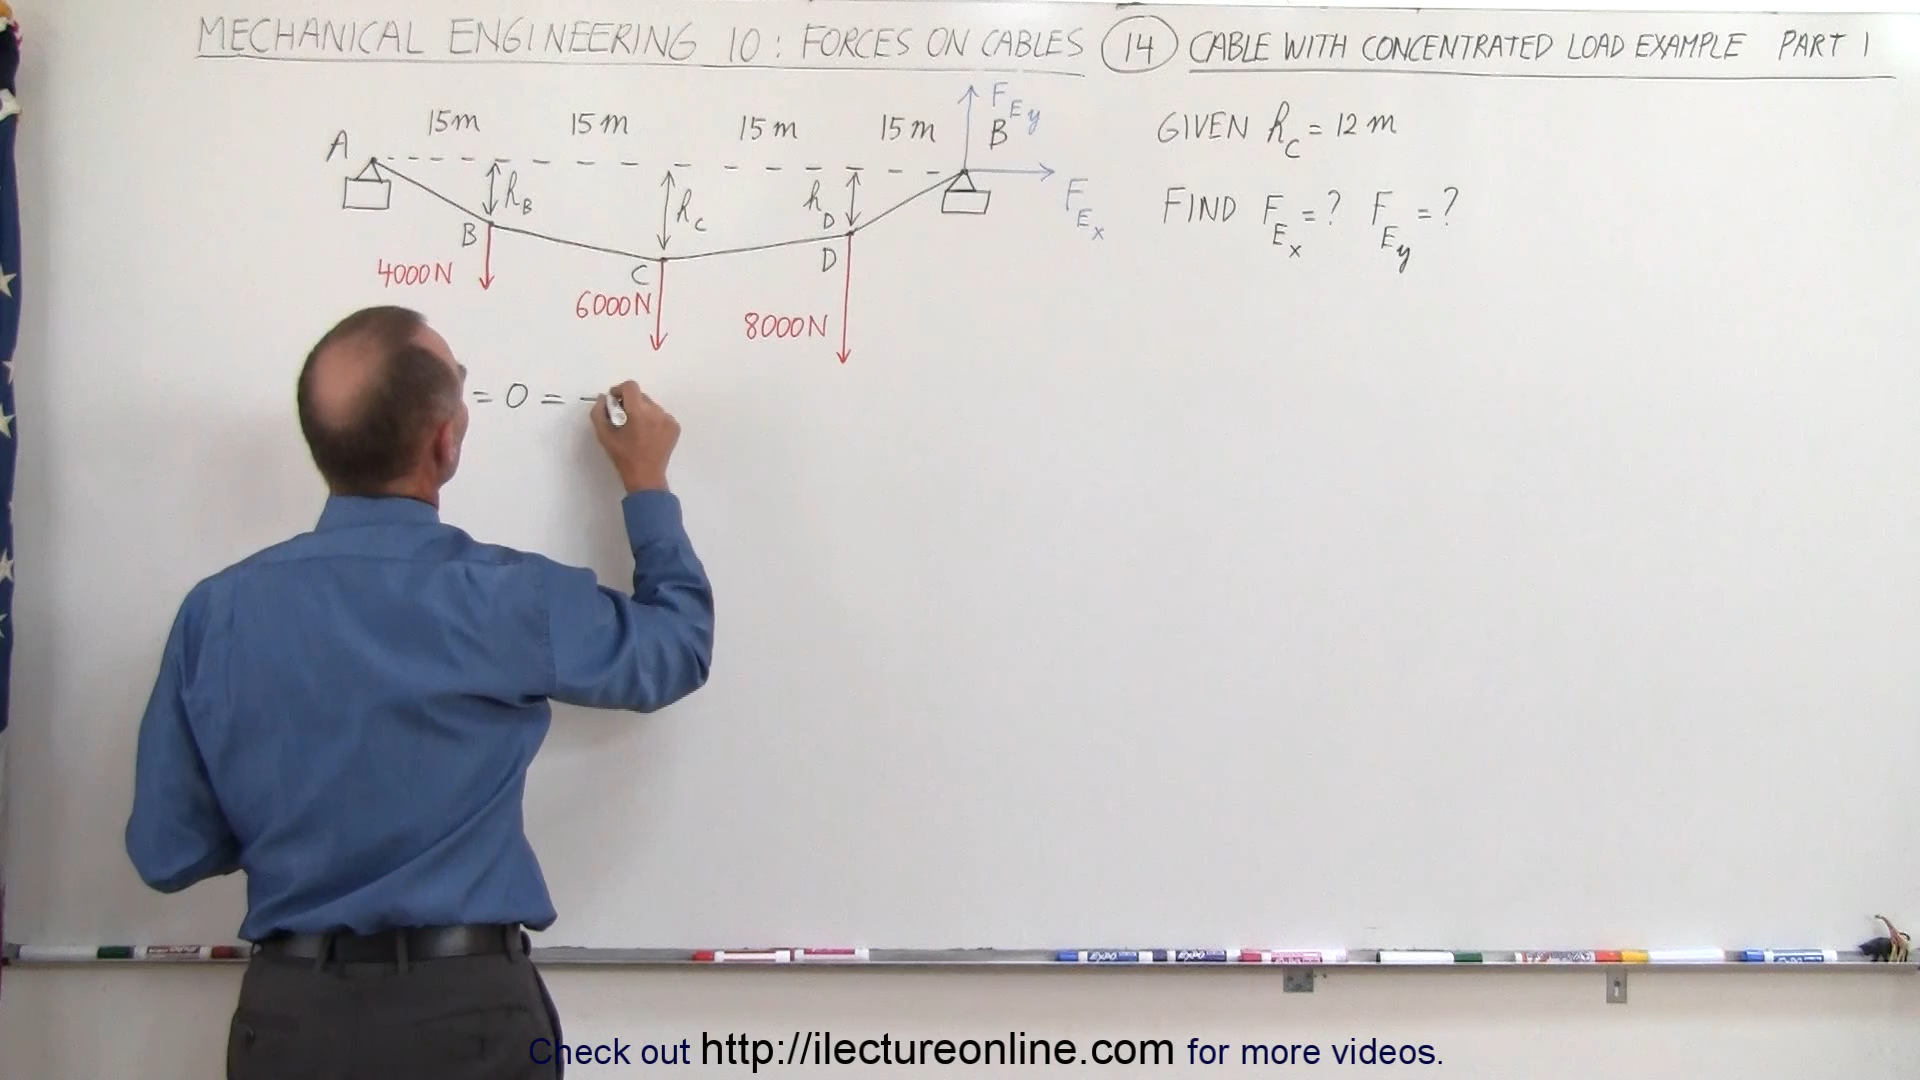 MECHANICAL ENGINEERING 10: FORCES ON CABLES 14 CABLE WITH CONCENTRATED LOAD EXAMPLE PART 1
15m 15m 15m 15m
A
B
F_Ey
F_Ex
h_B
h_C
h_D
B
C
D
4000N
6000N
8000N
GIVEN h_C = 12 m
FIND F_Ex = ? F_Ey = ?
= 0 = -
EXPO
EXPO
Check out http://ilectureonline.com for more videos.